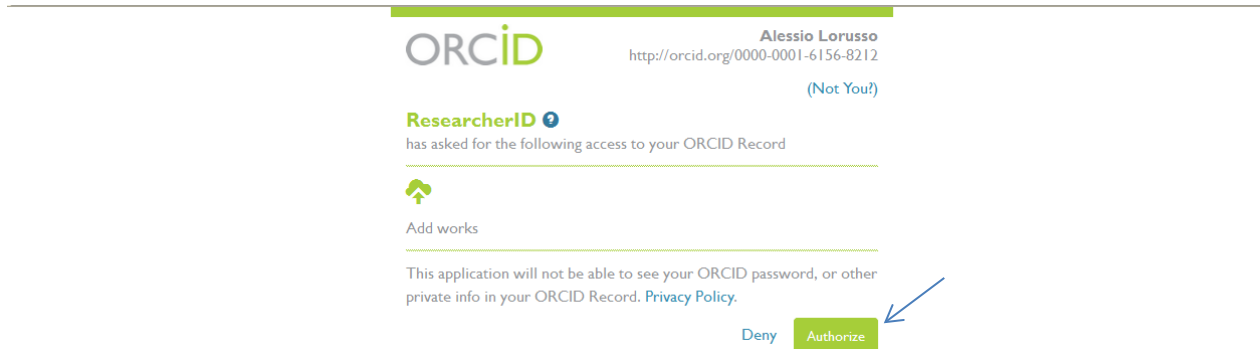 ORCID
Alessio Lorusso
http://orcid.org/0000-0001-6156-8212
(Not You?)
ResearcherID ?
has asked for the following access to your ORCID Record
Add works
This application will not be able to see your ORCID password, or other
private info in your ORCID Record. Privacy Policy.
Deny Authorize